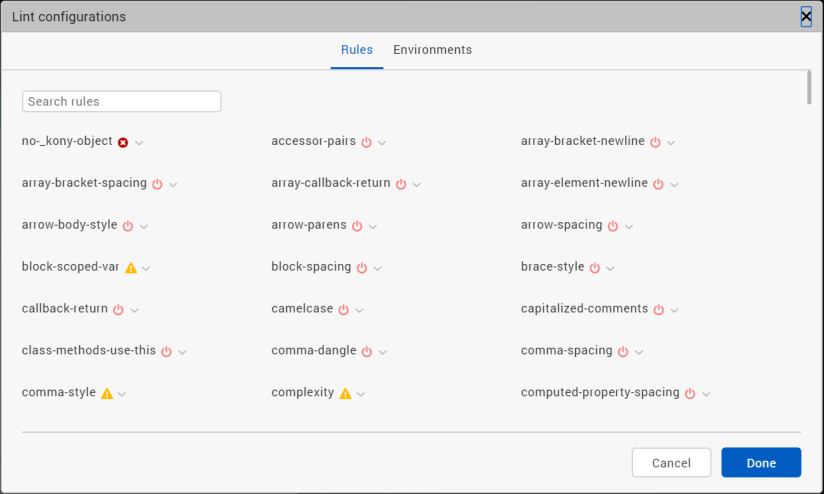 Lint configurations
Rules Environments
Search rules
no-_kony-object accessor-pairs array-bracket-newline
array-bracket-spacing array-callback-return array-element-newline
arrow-body-style arrow-parens arrow-spacing
block-scoped-var block-spacing brace-style
callback-return camelcase capitalized-comments
class-methods-use-this comma-dangle comma-spacing
comma-style complexity computed-property-spacing
Cancel Done